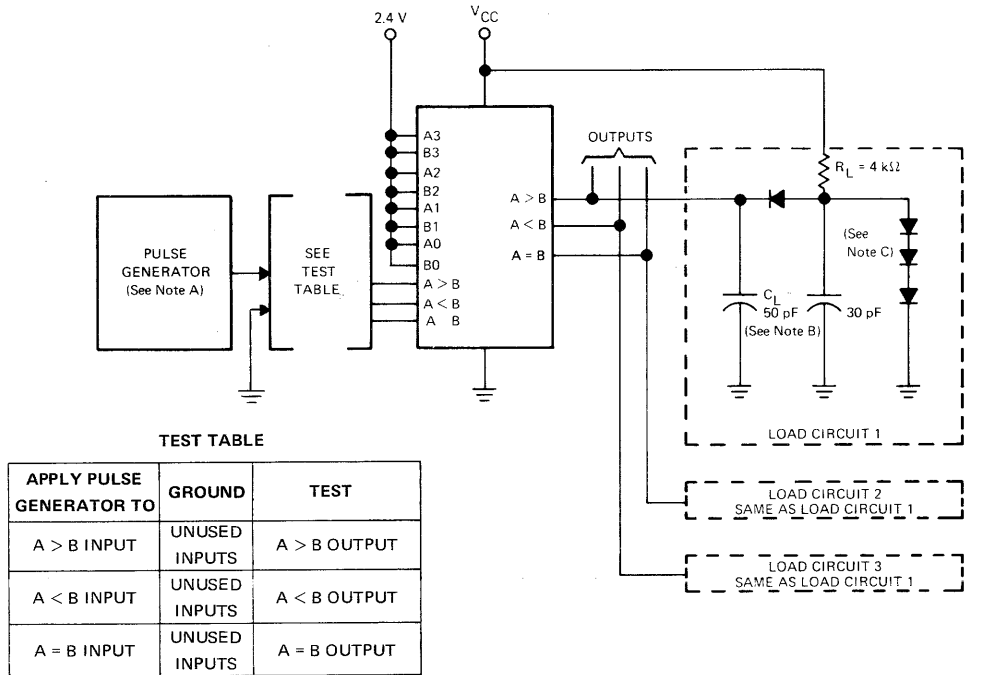 2.4 V
VCC
A3
B3
A2
B2
A1
B1
A0
B0
A > B
A < B
A B
A > B
A < B
A = B
OUTPUTS
PULSE
GENERATOR
(See Note A)
SEE
TEST
TABLE
RL = 4 kΩ
(See
Note C)
CL
50 pF
(See Note B)
30 pF
LOAD CIRCUIT 1
LOAD CIRCUIT 2
SAME AS LOAD CIRCUIT 1
LOAD CIRCUIT 3
SAME AS LOAD CIRCUIT 1
TEST TABLE
APPLY PULSE
GENERATOR TO
GROUND
TEST
A > B INPUT
UNUSED
INPUTS
A > B OUTPUT
A < B INPUT
UNUSED
INPUTS
A < B OUTPUT
A = B INPUT
UNUSED
INPUTS
A = B OUTPUT